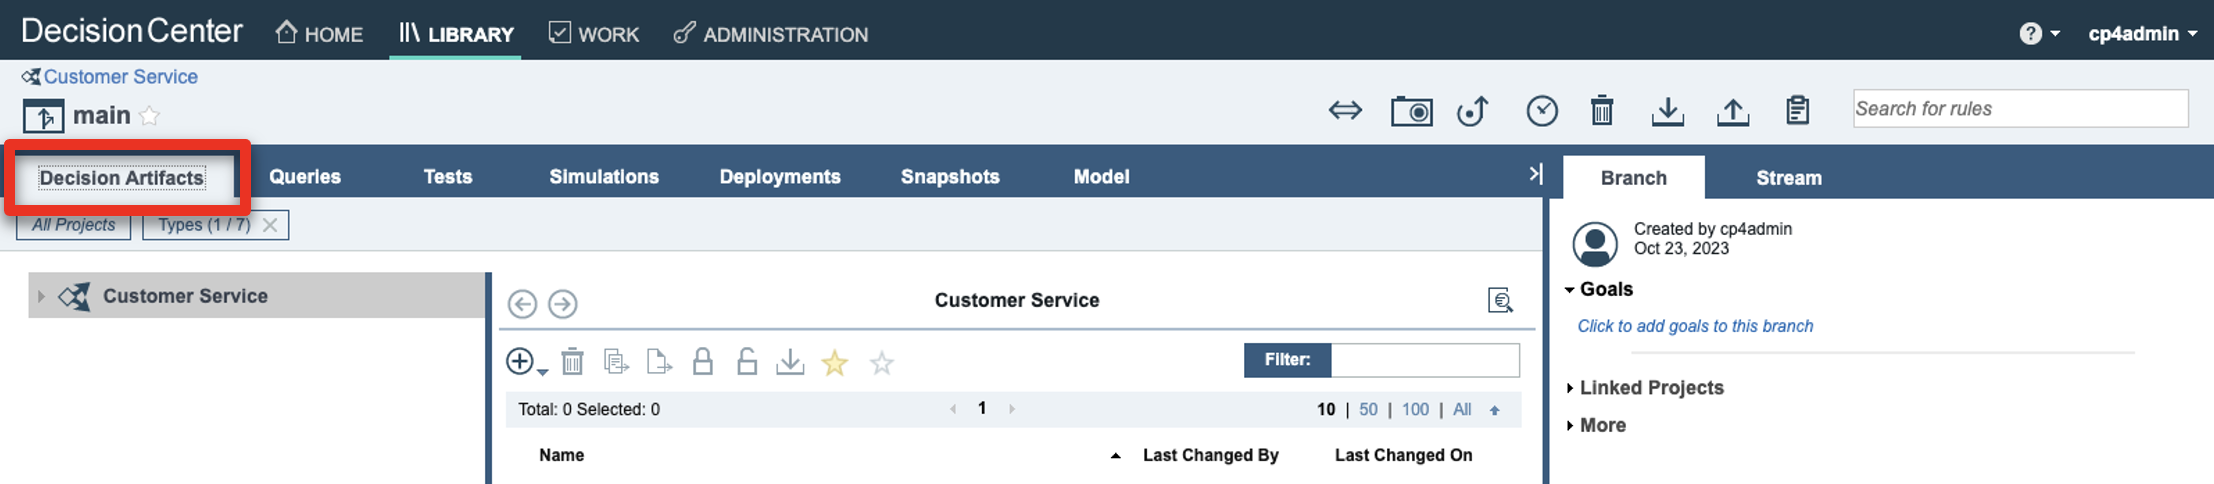 Decision Center HOME LIBRARY WORK ADMINISTRATION ? cp4admin
Customer Service
main
Search for rules
Decision Artifacts Queries Tests Simulations Deployments Snapshots Model
Branch Stream
All Projects Types (1 / 7)
Created by cp4admin
Oct 23, 2023
Goals
Click to add goals to this branch
Linked Projects
More
Customer Service
Customer Service
Filter:
Total: 0 Selected: 0 1 10 | 50 | 100 | All
Name Last Changed By Last Changed On